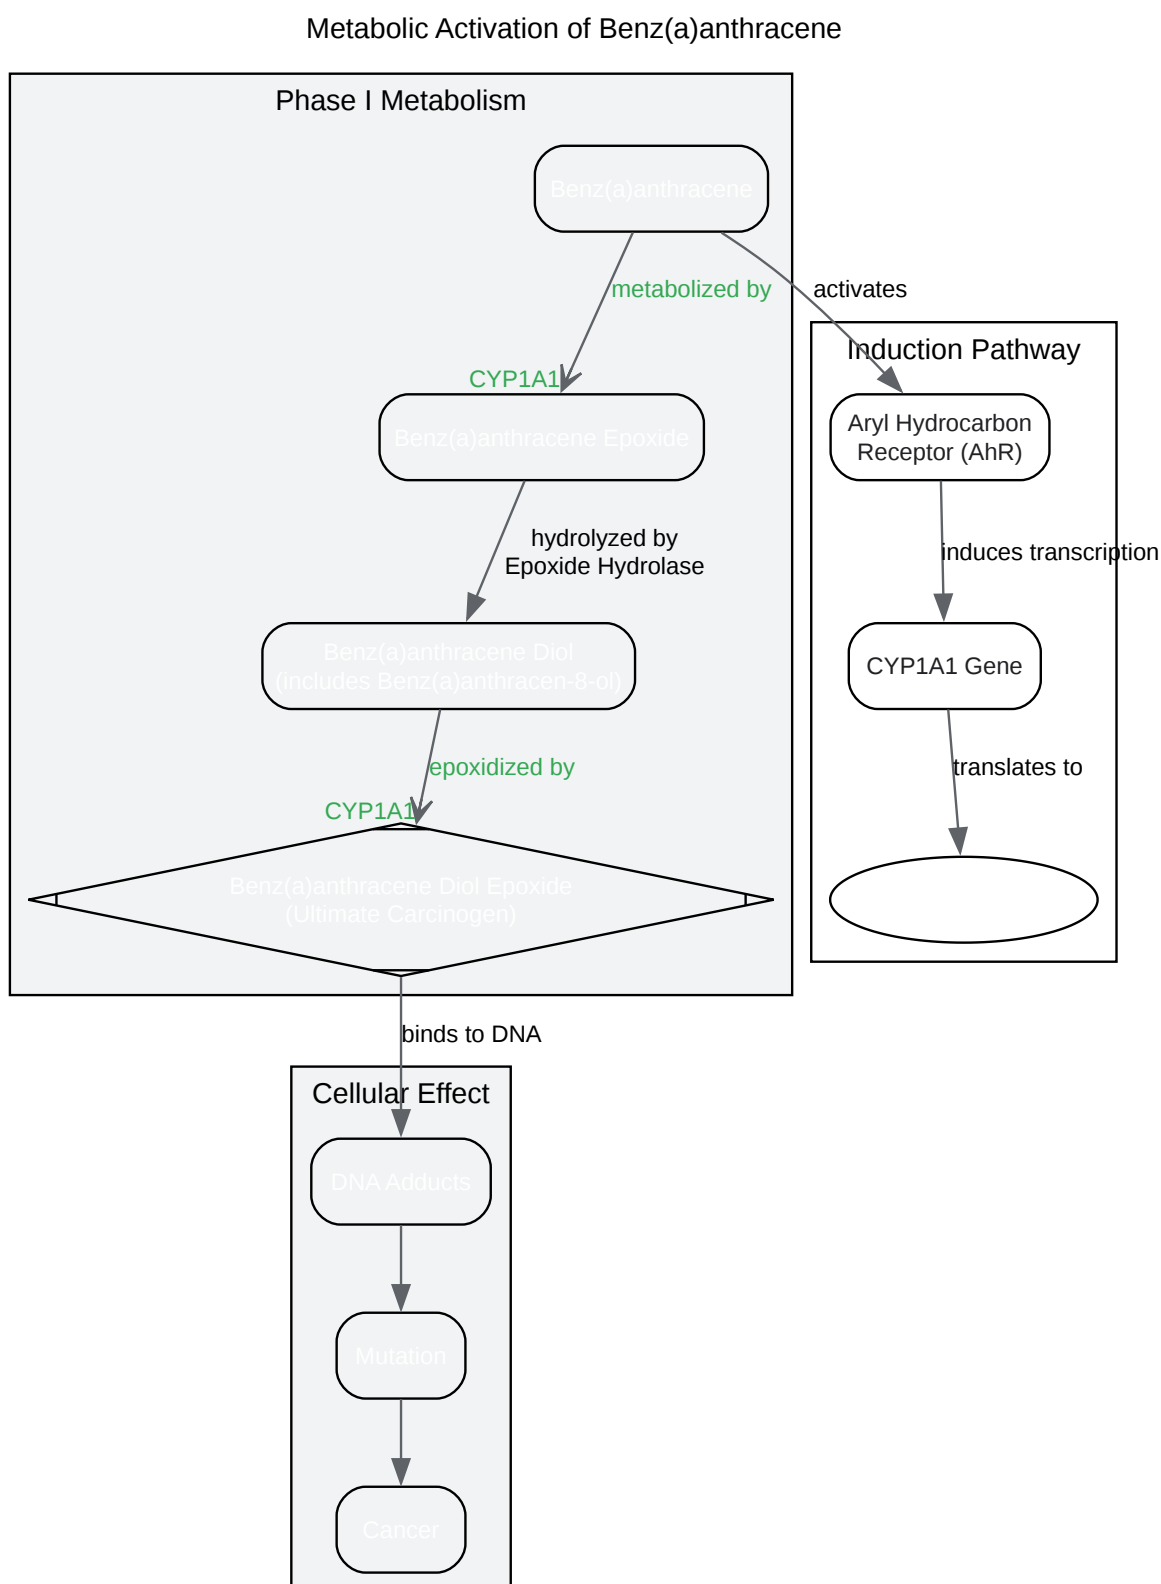 Metabolic Activation of Benz(a)anthracene
Phase I Metabolism
Benz(a)anthracene
metabolized by
activates
Induction Pathway
CYP1A1
Benz(a)anthracene Epoxide
Aryl Hydrocarbon
Receptor (AhR)
hydrolyzed by
Epoxide Hydrolase
induces transcription
Benz(a)anthracene Diol
(includes Benz(a)anthracen-8-ol)
CYP1A1 Gene
epoxidized by
translates to
CYP1A1
Benz(a)anthracene Diol Epoxide
(Ultimate Carcinogen)
binds to DNA
Cellular Effect
DNA Adducts
Mutation
Cancer